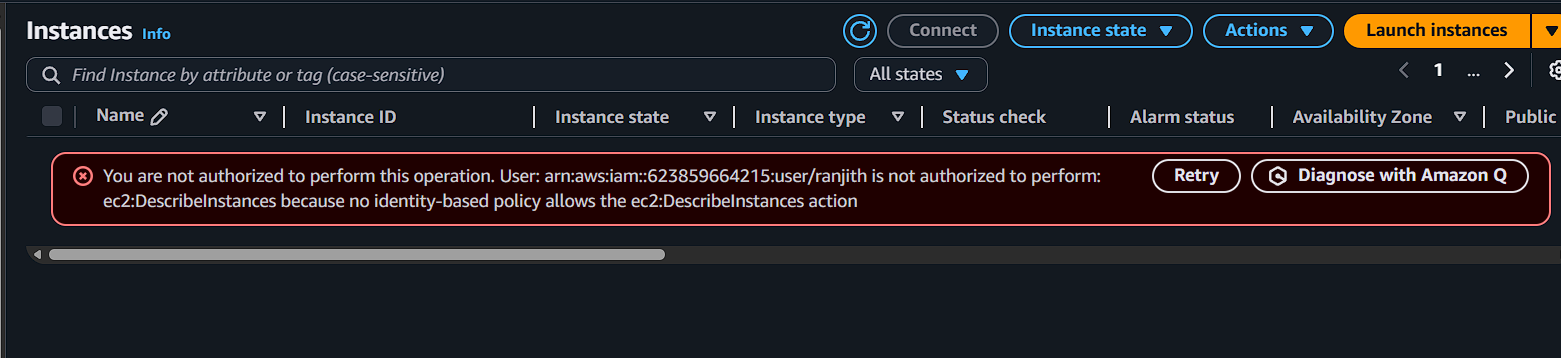 Instances Info
Connect
Instance state
Actions
Launch instances
Find Instance by attribute or tag (case-sensitive)
All states
1
...
Name
Instance ID
Instance state
Instance type
Status check
Alarm status
Availability Zone
Public
You are not authorized to perform this operation. User: arn:aws:iam::623859664215:user/ranjith is not authorized to perform:
ec2:DescribeInstances because no identity-based policy allows the ec2:DescribeInstances action
Retry
Diagnose with Amazon Q